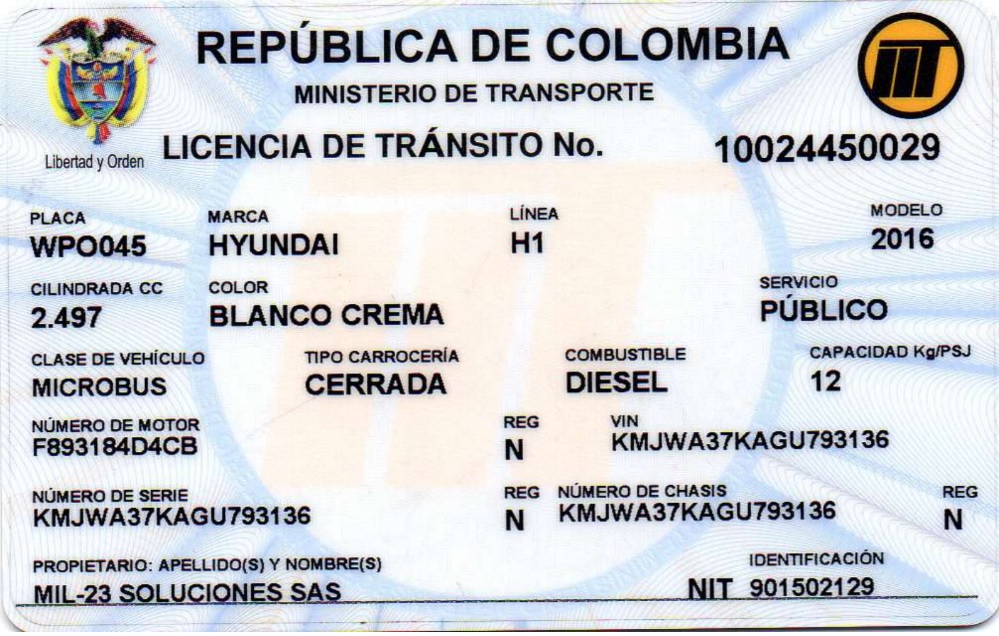 REPÚBLICA DE COLOMBIA
MINISTERIO DE TRANSPORTE
Libertad y Orden
LICENCIA DE TRÁNSITO No. 10024450029
PLACA MARCA LÍNEA MODELO
WPO045 HYUNDAI H1 2016
CILINDRADA CC COLOR SERVICIO
2.497 BLANCO CREMA PÚBLICO
CLASE DE VEHÍCULO TIPO CARROCERÍA COMBUSTIBLE CAPACIDAD Kg/PSJ
MICROBUS CERRADA DIESEL 12
NÚMERO DE MOTOR REG VIN
F893184D4CB N KMJWA37KAGU793136
NÚMERO DE SERIE REG NÚMERO DE CHASIS REG
KMJWA37KAGU793136 N KMJWA37KAGU793136 N
PROPIETARIO: APELLIDO(S) Y NOMBRE(S) IDENTIFICACIÓN
MIL-23 SOLUCIONES SAS NIT 901502129